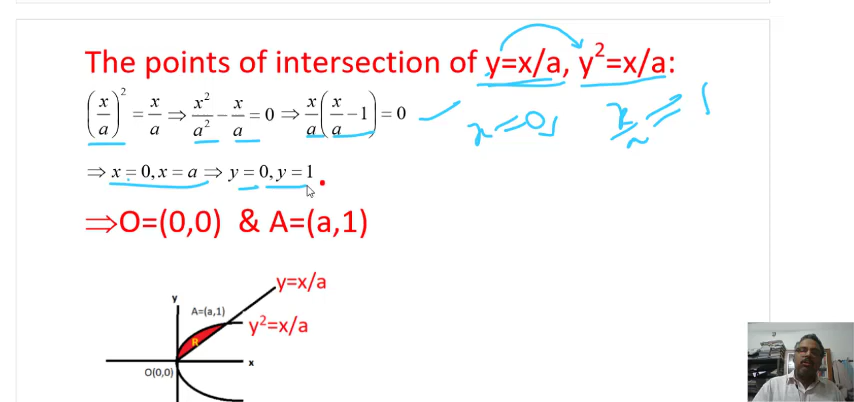 The points of intersection of y=x/a, y²=x/a:
(x/a)² = x/a ⇒ x²/a² − x/a = 0 ⇒ x/a (x/a − 1) = 0
x = 0,
x/a = 1
⇒ x = 0, x = a ⇒ y = 0, y = 1.
⇒O=(0,0) & A=(a,1)
y=x/a
y
A=(a,1)
y²=x/a
R
x
O(0,0)